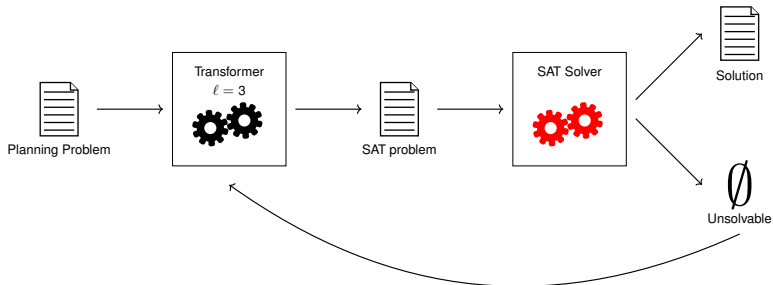 Transformer
ℓ = 3
SAT Solver
Solution
Planning Problem
SAT problem
∅
Unsolvable